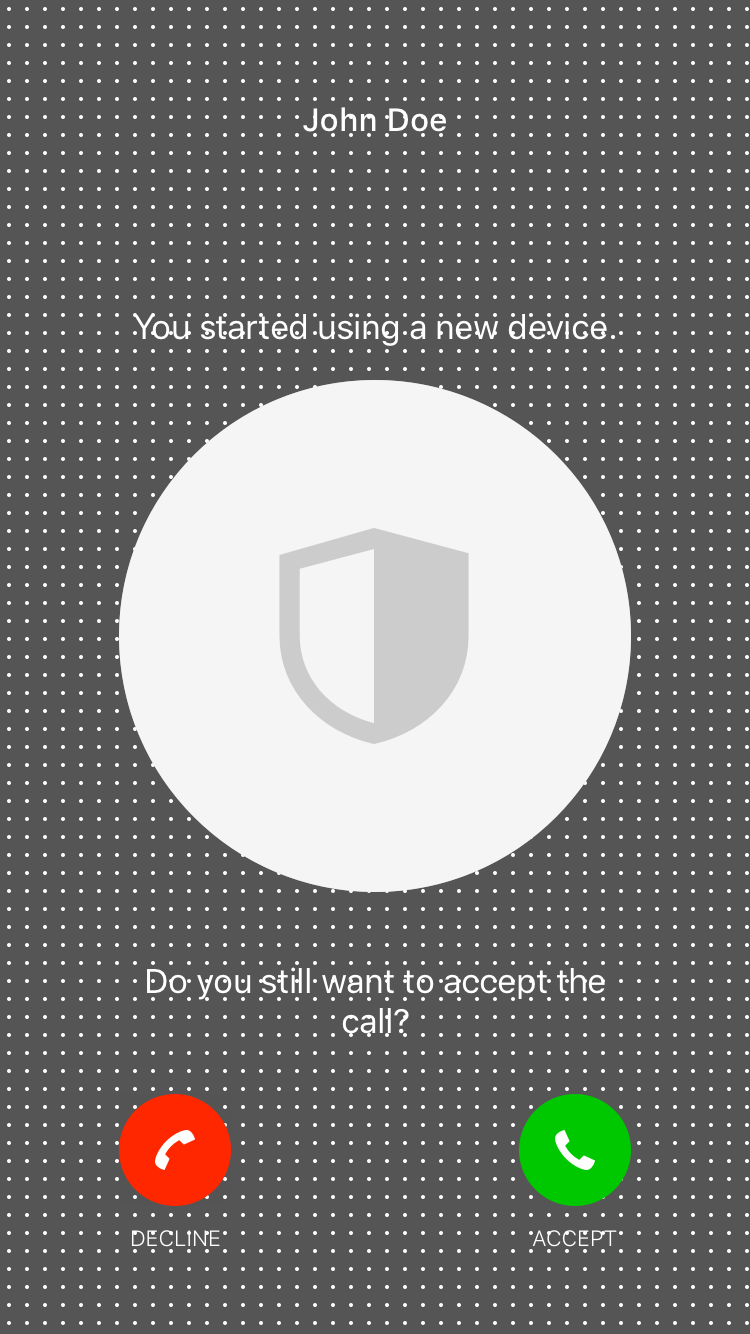 John Doe
You started using a new device.
Do you still want to accept the
call?
DECLINE
ACCEPT